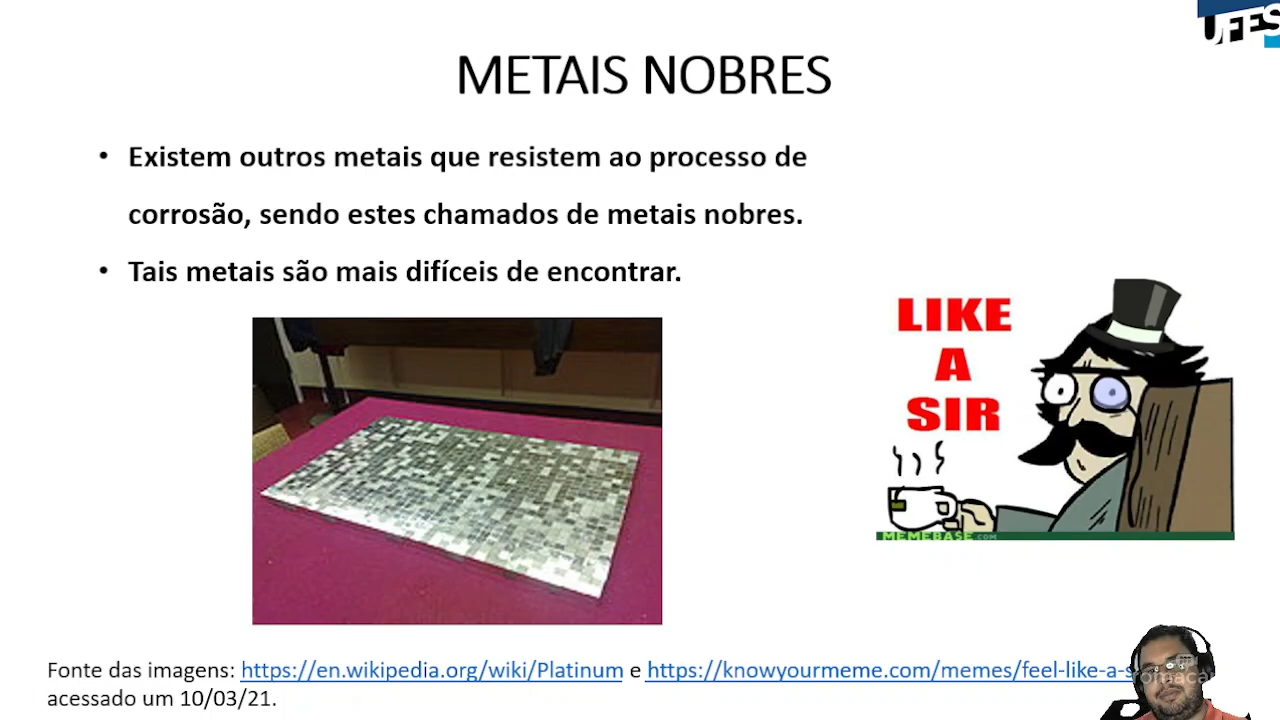 UFES
METAIS NOBRES
• Existem outros metais que resistem ao processo de
corrosão, sendo estes chamados de metais nobres.
• Tais metais são mais difíceis de encontrar.
LIKE
A
SIR
MEMEBASE.COM
Fonte das imagens: https://en.wikipedia.org/wiki/Platinum e https://knowyourmeme.com/memes/feel-like-a-s
acessado um 10/03/21.